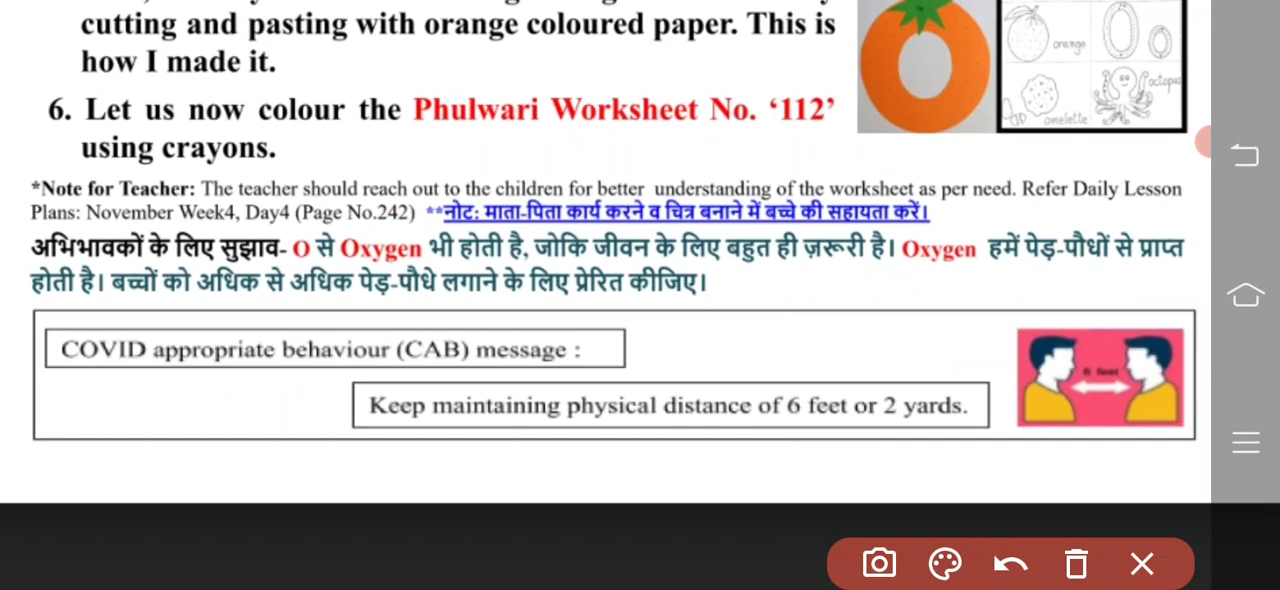 cutting and pasting with orange coloured paper. This is
how I made it.
6. Let us now colour the Phulwari Worksheet No. ‘112’
using crayons.
orange
octopus
omelette
*Note for Teacher: The teacher should reach out to the children for better understanding of the worksheet as per need. Refer Daily Lesson
Plans: November Week4, Day4 (Page No.242) **नोट: माता-पिता कार्य करने व चित्र बनाने में बच्चे की सहायता करें।
अभिभावकों के लिए सुझाव- O से Oxygen भी होती है, जोकि जीवन के लिए बहुत ही ज़रूरी है। Oxygen हमें पेड़-पौधों से प्राप्त
होती है। बच्चों को अधिक से अधिक पेड़-पौधे लगाने के लिए प्रेरित कीजिए।
COVID appropriate behaviour (CAB) message :
6 feet
Keep maintaining physical distance of 6 feet or 2 yards.